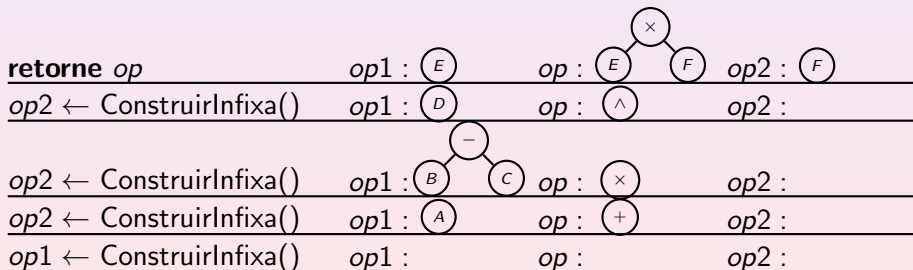 ×
retorne op op1 : E op : E F op2 : F
op2 ← ConstruirInfixa() op1 : D op : ∧ op2 :
−
op2 ← ConstruirInfixa() op1 : B C op : × op2 :
op2 ← ConstruirInfixa() op1 : A op : + op2 :
op1 ← ConstruirInfixa() op1 : op : op2 :